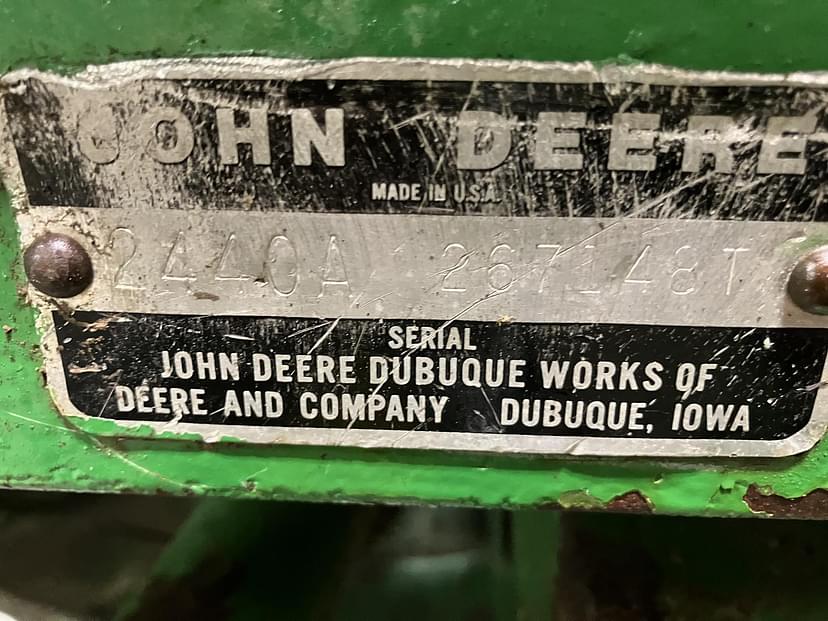 JOHN DEERE
MADE IN U.S.A.
2440A 267148T
SERIAL
JOHN DEERE DUBUQUE WORKS OF
DEERE AND COMPANY DUBUQUE, IOWA